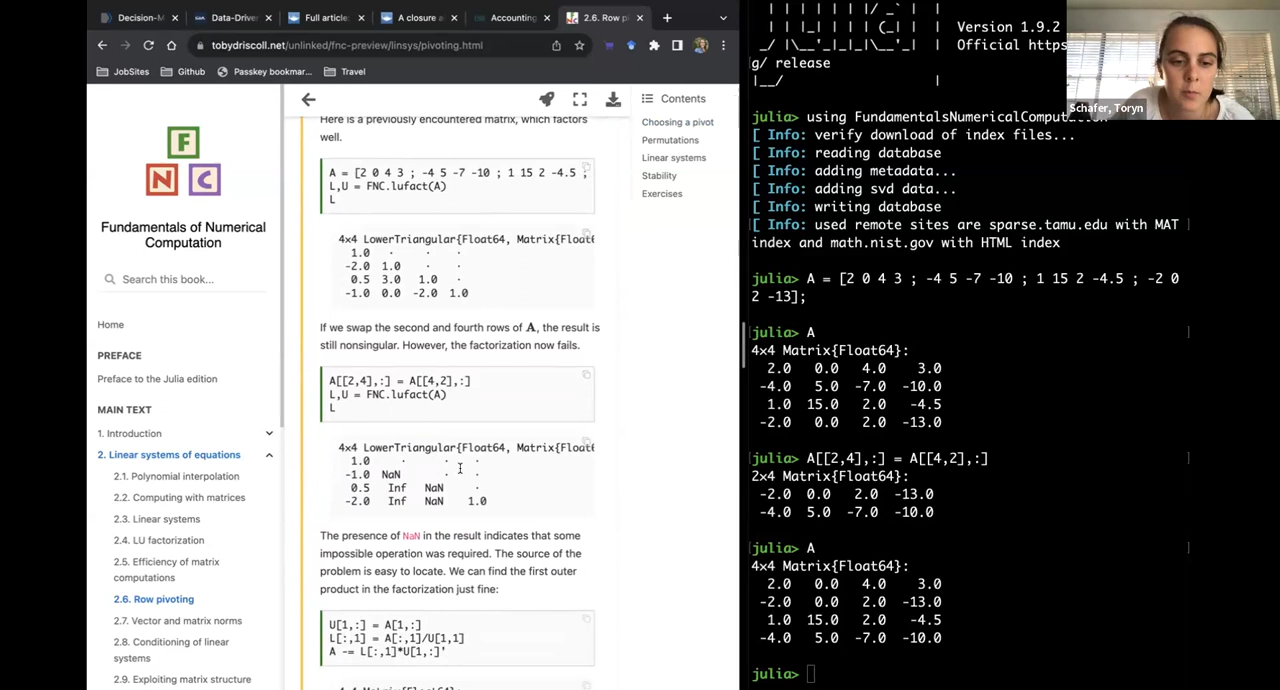 Decision-M
Data-Driver
Full article:
A closure a
Accounting
2.6. Row pi
tobydriscoll.net/unlinked/fnc-preview/linsys/pivoting.html
JobSites
Github
Passkey bookmar...
Travel
F
N C
Fundamentals of Numerical
Computation
Search this book...
Home
PREFACE
Preface to the Julia edition
MAIN TEXT
1. Introduction
2. Linear systems of equations
2.1. Polynomial interpolation
2.2. Computing with matrices
2.3. Linear systems
2.4. LU factorization
2.5. Efficiency of matrix
computations
2.6. Row pivoting
2.7. Vector and matrix norms
2.8. Conditioning of linear
systems
2.9. Exploiting matrix structure
Here is a previously encountered matrix, which factors
well.
A = [2 0 4 3 ; -4 5 -7 -10 ; 1 15 2 -4.5 ;
L,U = FNC.lufact(A)
L
4×4 LowerTriangular{Float64, Matrix{Float6
1.0 · · ·
-2.0 1.0 · ·
0.5 3.0 1.0 ·
-1.0 0.0 -2.0 1.0
If we swap the second and fourth rows of A, the result is
still nonsingular. However, the factorization now fails.
A[[2,4],:] = A[[4,2],:]
L,U = FNC.lufact(A)
L
4×4 LowerTriangular{Float64, Matrix{Float6
1.0 · · ·
-1.0 NaN · ·
0.5 Inf NaN ·
-2.0 Inf NaN 1.0
The presence of NaN in the result indicates that some
impossible operation was required. The source of the
problem is easy to locate. We can find the first outer
product in the factorization just fine:
U[1,:] = A[1,:]
L[:,1] = A[:,1]/U[1,1]
A -= L[:,1]*U[1,:]'
Contents
Choosing a pivot
Permutations
Linear systems
Stability
Exercises
| | | | | | |/ _` | |
| | |_| | | | (_| | | Version 1.9.2
_/ |\__'_|_|_|\__'_| | Official https
g/ release
|__/ |
Schafer, Toryn
julia> using FundamentalsNumericalComputation
[ Info: verify download of index files...
[ Info: reading database
[ Info: adding metadata...
[ Info: adding svd data...
[ Info: writing database
[ Info: used remote sites are sparse.tamu.edu with MAT
index and math.nist.gov with HTML index
julia> A = [2 0 4 3 ; -4 5 -7 -10 ; 1 15 2 -4.5 ; -2 0
2 -13];
julia> A
4×4 Matrix{Float64}:
2.0 0.0 4.0 3.0
-4.0 5.0 -7.0 -10.0
1.0 15.0 2.0 -4.5
-2.0 0.0 2.0 -13.0
julia> A[[2,4],:] = A[[4,2],:]
2×4 Matrix{Float64}:
-2.0 0.0 2.0 -13.0
-4.0 5.0 -7.0 -10.0
julia> A
4×4 Matrix{Float64}:
2.0 0.0 4.0 3.0
-2.0 0.0 2.0 -13.0
1.0 15.0 2.0 -4.5
-4.0 5.0 -7.0 -10.0
julia>